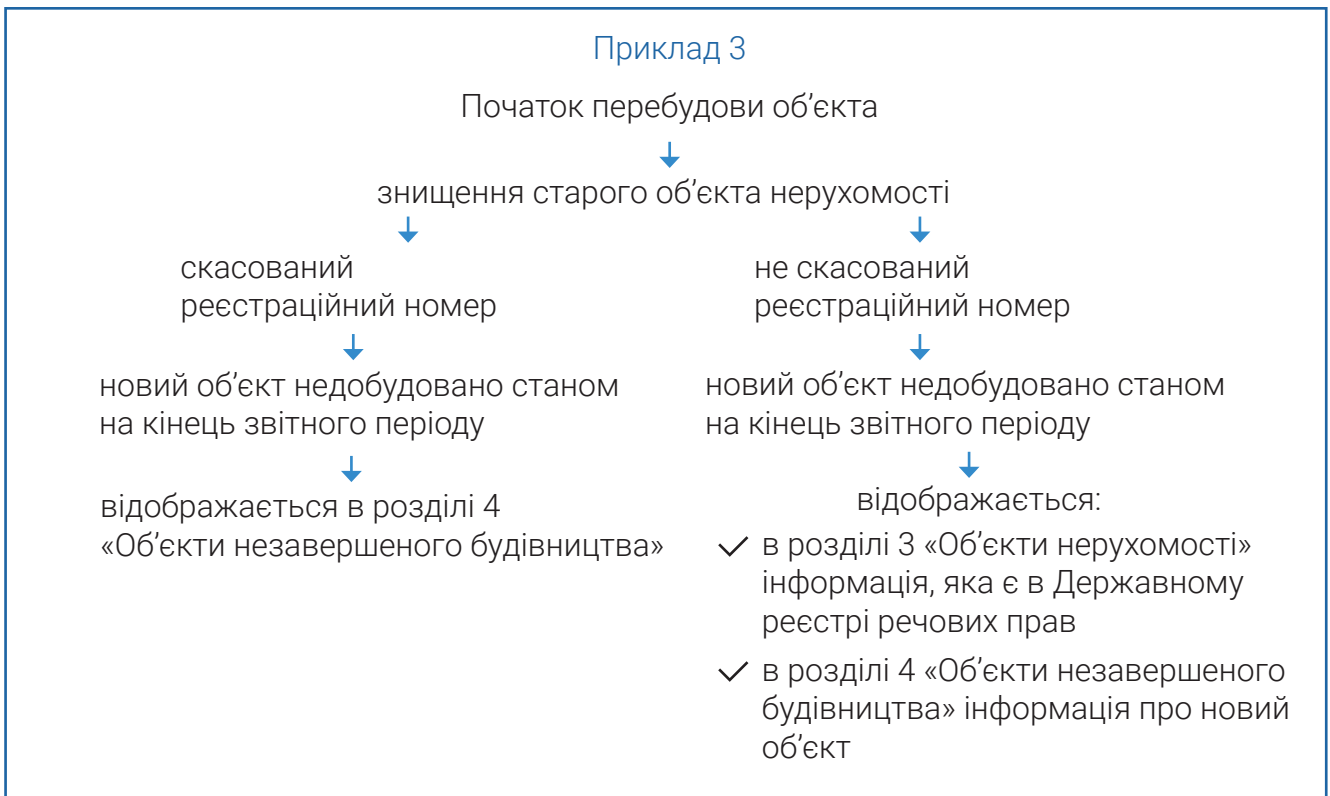 Приклад 3
Початок перебудови об’єкта
знищення старого об’єкта нерухомості
скасований
реєстраційний номер
новий об’єкт недобудовано станом
на кінець звітного періоду
відображається в розділі 4
«Об’єкти незавершеного будівництва»
не скасований
реєстраційний номер
новий об’єкт недобудовано станом
на кінець звітного періоду
відображається:
в розділі 3 «Об’єкти нерухомості»
інформація, яка є в Державному
реєстрі речових прав
в розділі 4 «Об’єкти незавершеного
будівництва» інформація про новий
об’єкт